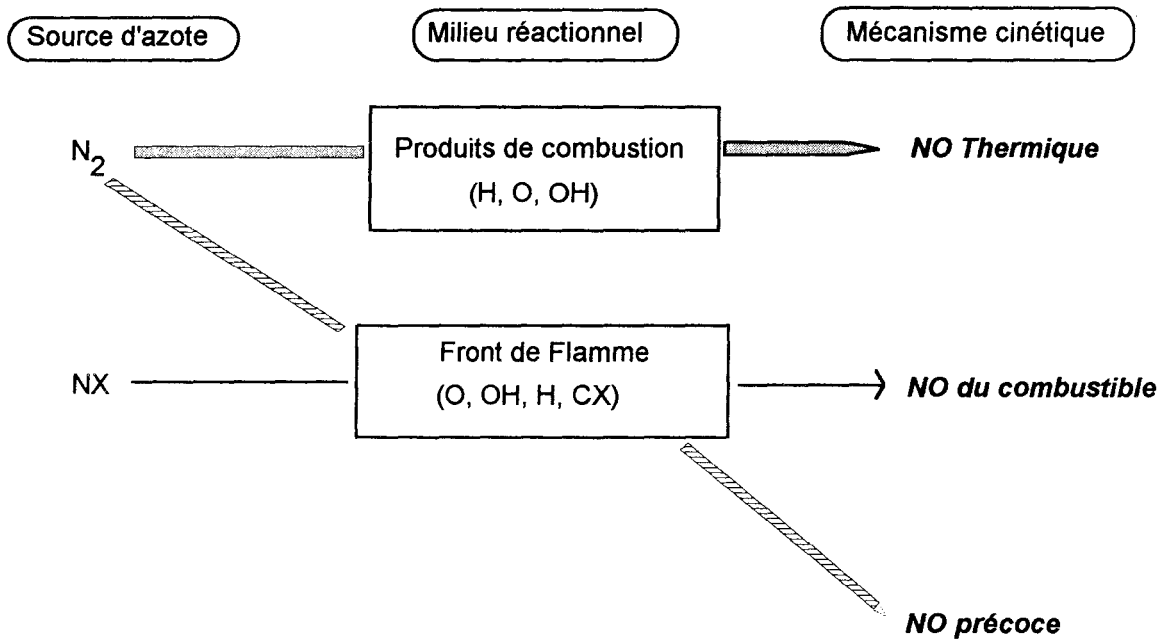 Source d'azote
Milieu réactionnel
Mécanisme cinétique
N2
Produits de combustion
(H, O, OH)
NO Thermique
NX
Front de Flamme
(O, OH, H, CX)
NO du combustible
NO précoce